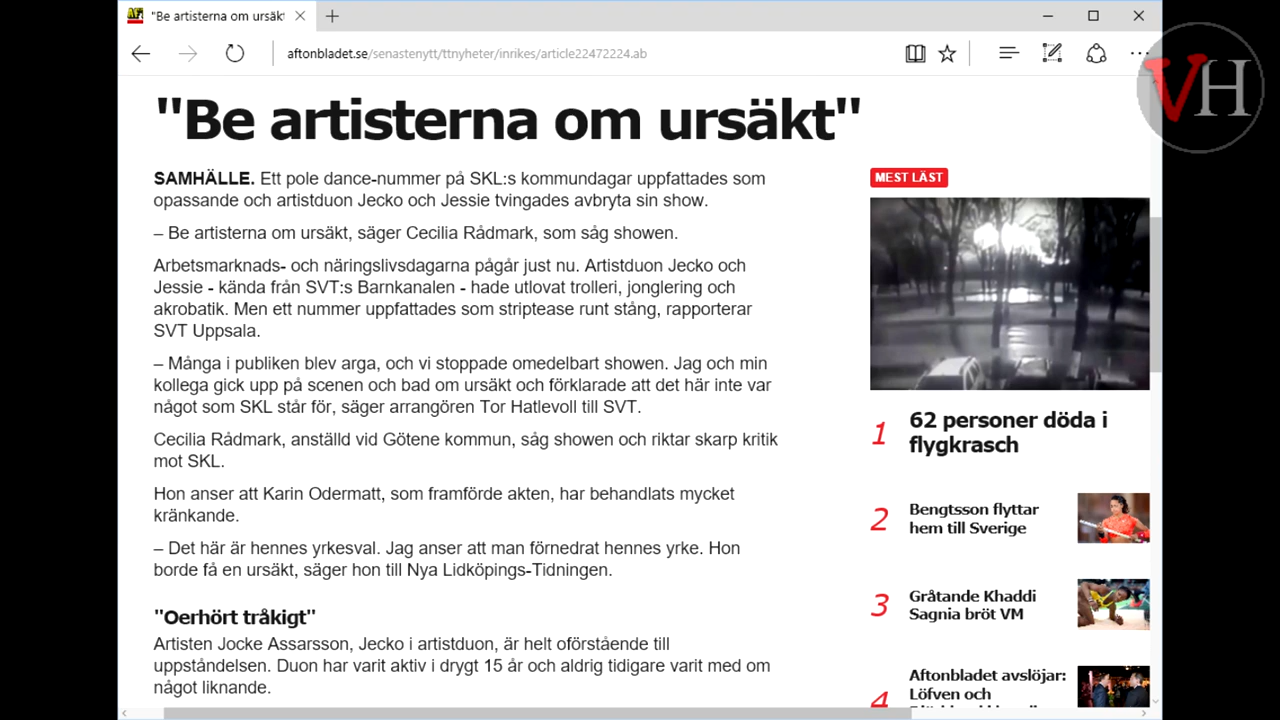 "Be artisterna om ursäkt
aftonbladet.se/senastenytt/ttnyheter/inrikes/article22472224.ab
VH
"Be artisterna om ursäkt"
SAMHÄLLE. Ett pole dance-nummer på SKL:s kommundagar uppfattades som
opassande och artistduon Jecko och Jessie tvingades avbryta sin show.
– Be artisterna om ursäkt, säger Cecilia Rådmark, som såg showen.
Arbetsmarknads- och näringslivsdagarna pågår just nu. Artistduon Jecko och
Jessie - kända från SVT:s Barnkanalen - hade utlovat trolleri, jonglering och
akrobatik. Men ett nummer uppfattades som striptease runt stång, rapporterar
SVT Uppsala.
– Många i publiken blev arga, och vi stoppade omedelbart showen. Jag och min
kollega gick upp på scenen och bad om ursäkt och förklarade att det här inte var
något som SKL står för, säger arrangören Tor Hatlevoll till SVT.
Cecilia Rådmark, anställd vid Götene kommun, såg showen och riktar skarp kritik
mot SKL.
Hon anser att Karin Odermatt, som framförde akten, har behandlats mycket
kränkande.
– Det här är hennes yrkesval. Jag anser att man förnedrat hennes yrke. Hon
borde få en ursäkt, säger hon till Nya Lidköpings-Tidningen.
"Oerhört tråkigt"
Artisten Jocke Assarsson, Jecko i artistduon, är helt oförstående till
uppståndelsen. Duon har varit aktiv i drygt 15 år och aldrig tidigare varit med om
något liknande.
MEST LÄST
1 62 personer döda i
flygkrasch
2 Bengtsson flyttar
hem till Sverige
3 Gråtande Khaddi
Sagnia bröt VM
4 Aftonbladet avslöjar:
Löfven och